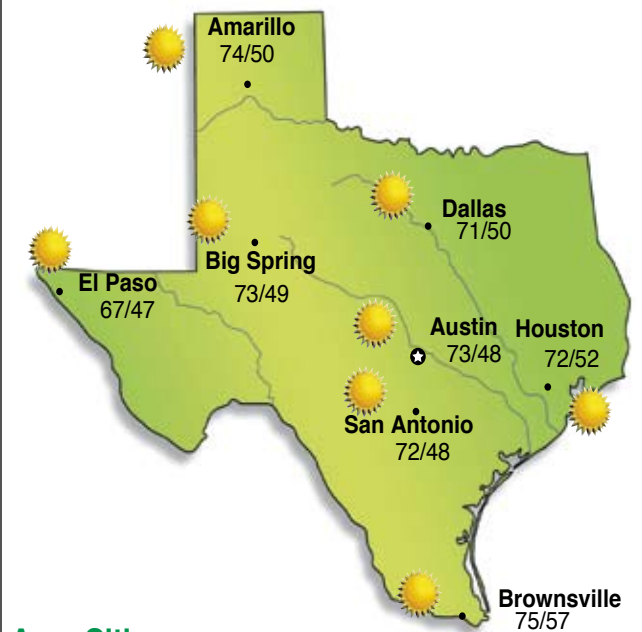 Amarillo
74/50
Dallas
71/50
Big Spring
73/49
El Paso
67/47
Austin
73/48
Houston
72/52
San Antonio
72/48
Brownsville
75/57